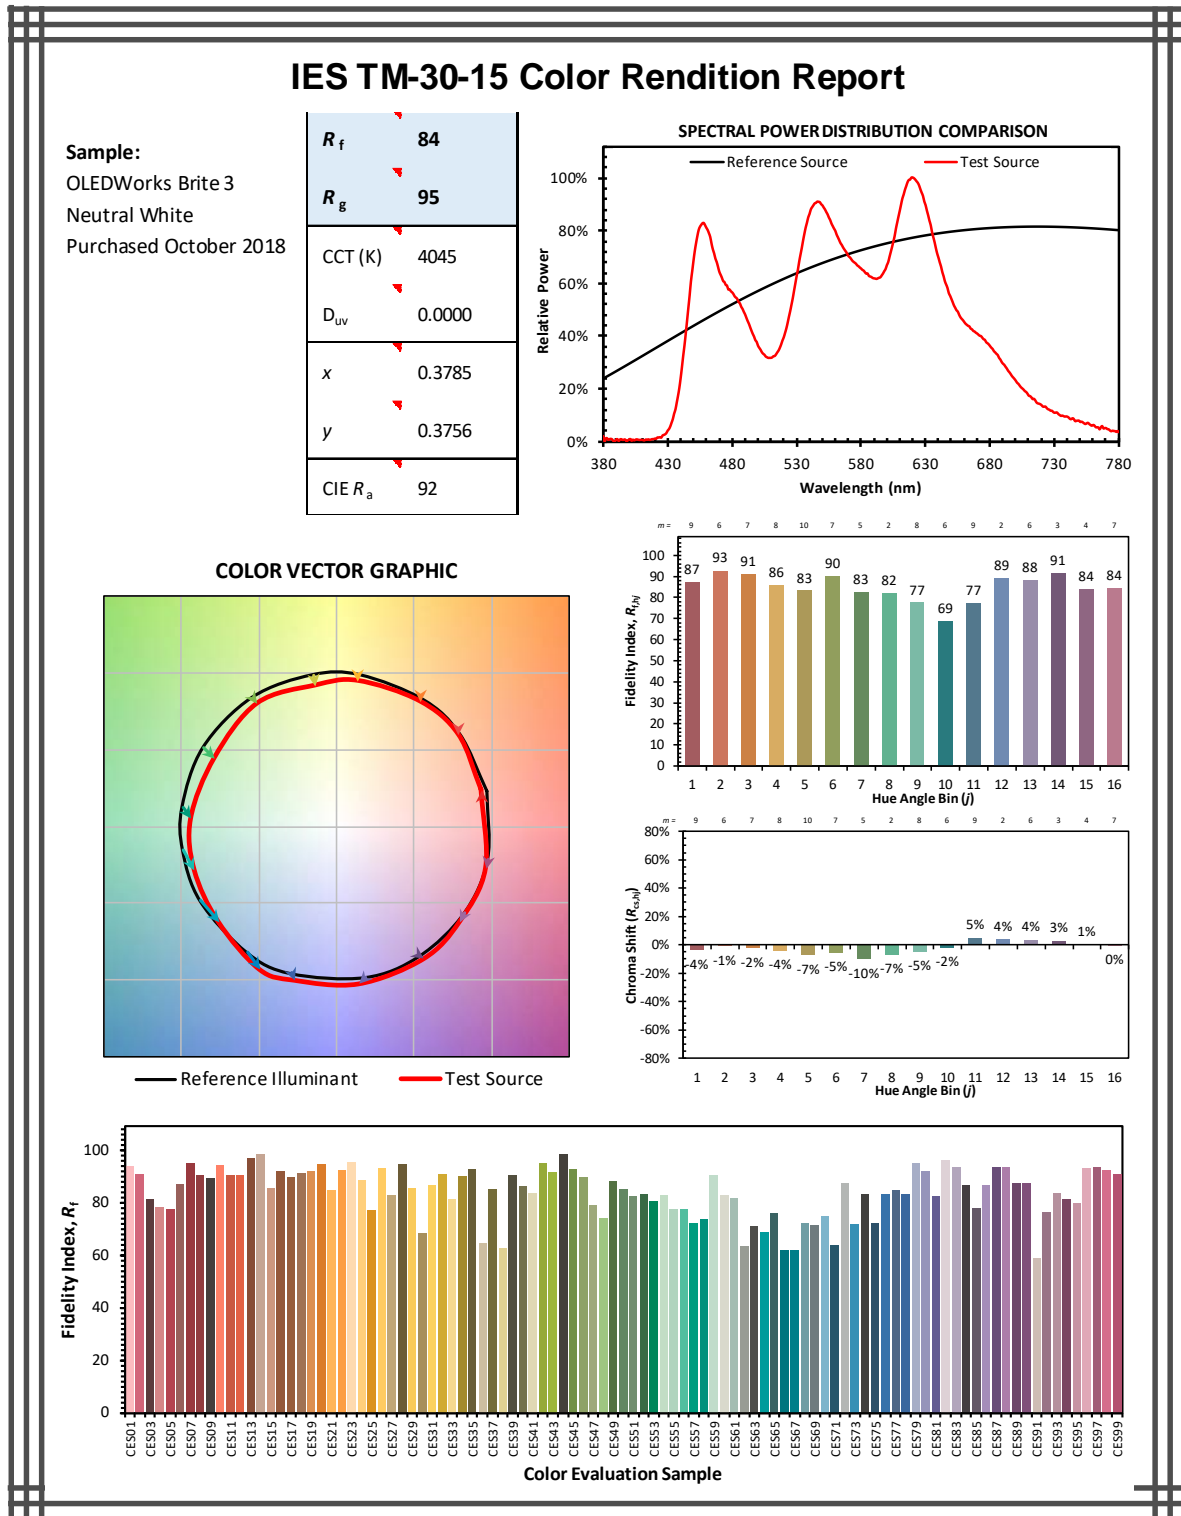 IES TM-30-15 Color Rendition Report
Sample:
OLEDWorks Brite 3
Neutral White
Purchased October 2018
R f 84
R g 95
CCT (K) 4045
Duv 0.0000
x 0.3785
y 0.3756
CIE R a 92
SPECTRAL POWER DISTRIBUTION COMPARISON
Reference Source Test Source
100%
80%
60%
40%
20%
0%
Relative Power
380 430 480 530 580 630 680 730 780
Wavelength (nm)
COLOR VECTOR GRAPHIC
Reference Illuminant Test Source
m = 9 6 7 8 10 7 5 2 8 6 9 2 6 3 4 7
100
90
80
70
60
50
40
30
20
10
0
Fidelity Index, Rf,hj
87 93 91 86 83 90 83 82 77 69 77 89 88 91 84 84
1 2 3 4 5 6 7 8 9 10 11 12 13 14 15 16
Hue Angle Bin (j)
m = 9 6 7 8 10 7 5 2 8 6 9 2 6 3 4 7
80%
60%
40%
20%
0%
-20%
-40%
-60%
-80%
Chroma Shift (Rcs,hj)
-4% -1% -2% -4% -7% -5% -10% -7% -5% -2% 5% 4% 4% 3% 1% 0%
1 2 3 4 5 6 7 8 9 10 11 12 13 14 15 16
Hue Angle Bin (j)
100
80
60
40
20
0
Fidelity Index, Rf
CES01 CES03 CES05 CES07 CES09 CES11 CES13 CES15 CES17 CES19 CES21 CES23 CES25 CES27 CES29 CES31 CES33 CES35 CES37 CES39 CES41 CES43 CES45 CES47 CES49 CES51 CES53 CES55 CES57 CES59 CES61 CES63 CES65 CES67 CES69 CES71 CES73 CES75 CES77 CES79 CES81 CES83 CES85 CES87 CES89 CES91 CES93 CES95 CES97 CES99
Color Evaluation Sample